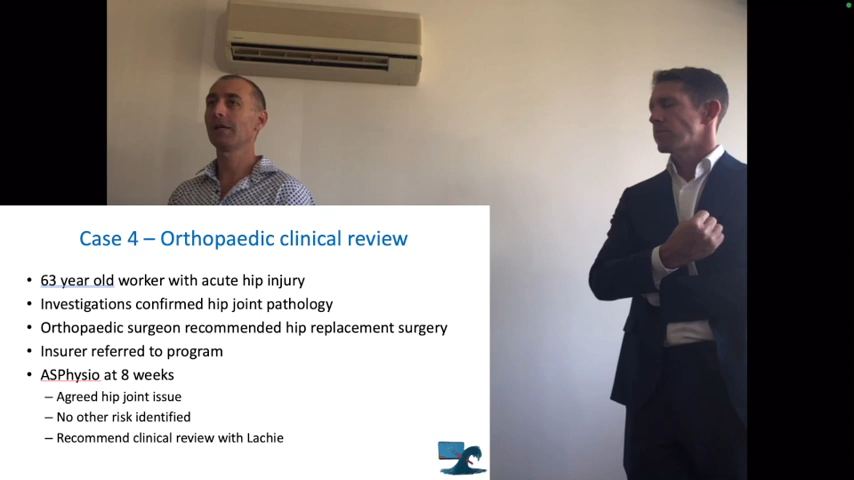 Case 4 – Orthopaedic clinical review
• 63 year old worker with acute hip injury
• Investigations confirmed hip joint pathology
• Orthopaedic surgeon recommended hip replacement surgery
• Insurer referred to program
• ASPhysio at 8 weeks
– Agreed hip joint issue
– No other risk identified
– Recommend clinical review with Lachie